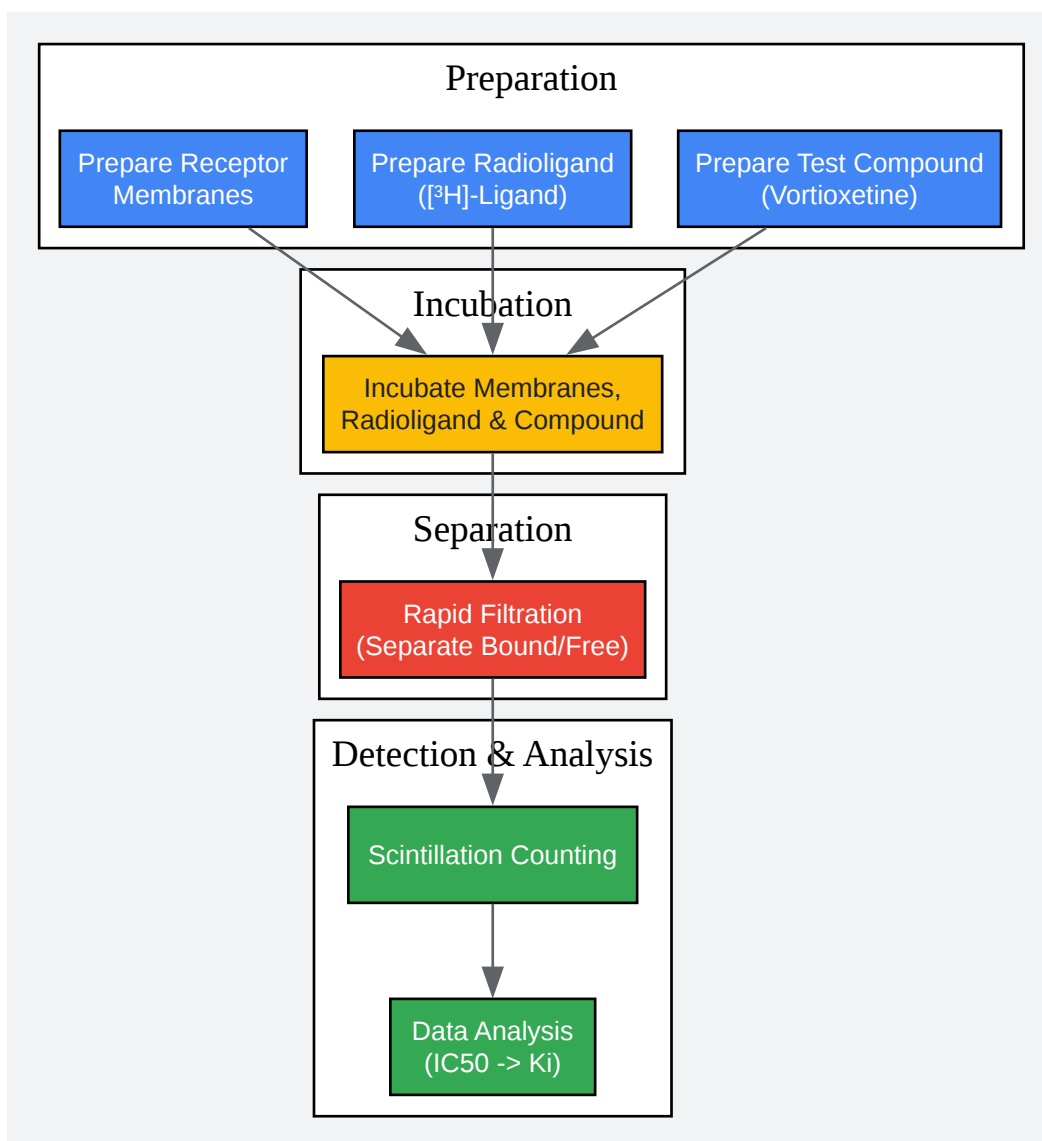 Preparation
Prepare Receptor
Membranes
Prepare Radioligand
([³H]-Ligand)
Prepare Test Compound
(Vortioxetine)
Incubation
Incubate Membranes,
Radioligand & Compound
Separation
Rapid Filtration
(Separate Bound/Free)
Detection & Analysis
Scintillation Counting
Data Analysis
(IC50 -> Ki)